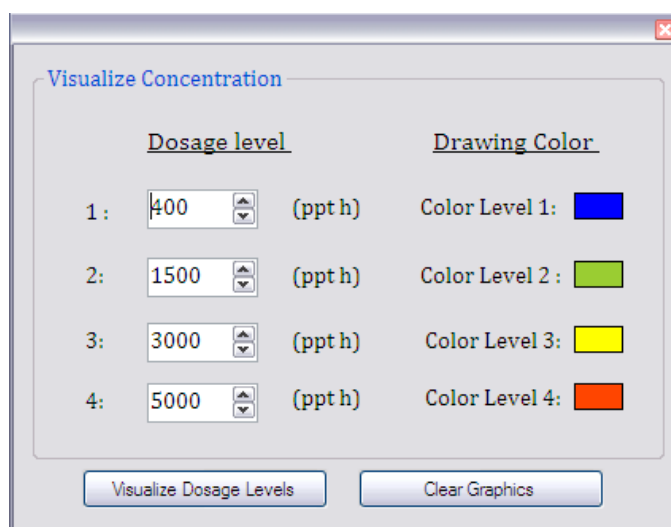 Visualize Concentration
Dosage level Drawing Color
1 : 400 (ppt h) Color Level 1:
2: 1500 (ppt h) Color Level 2 :
3: 3000 (ppt h) Color Level 3:
4: 5000 (ppt h) Color Level 4:
Visualize Dosage Levels Clear Graphics